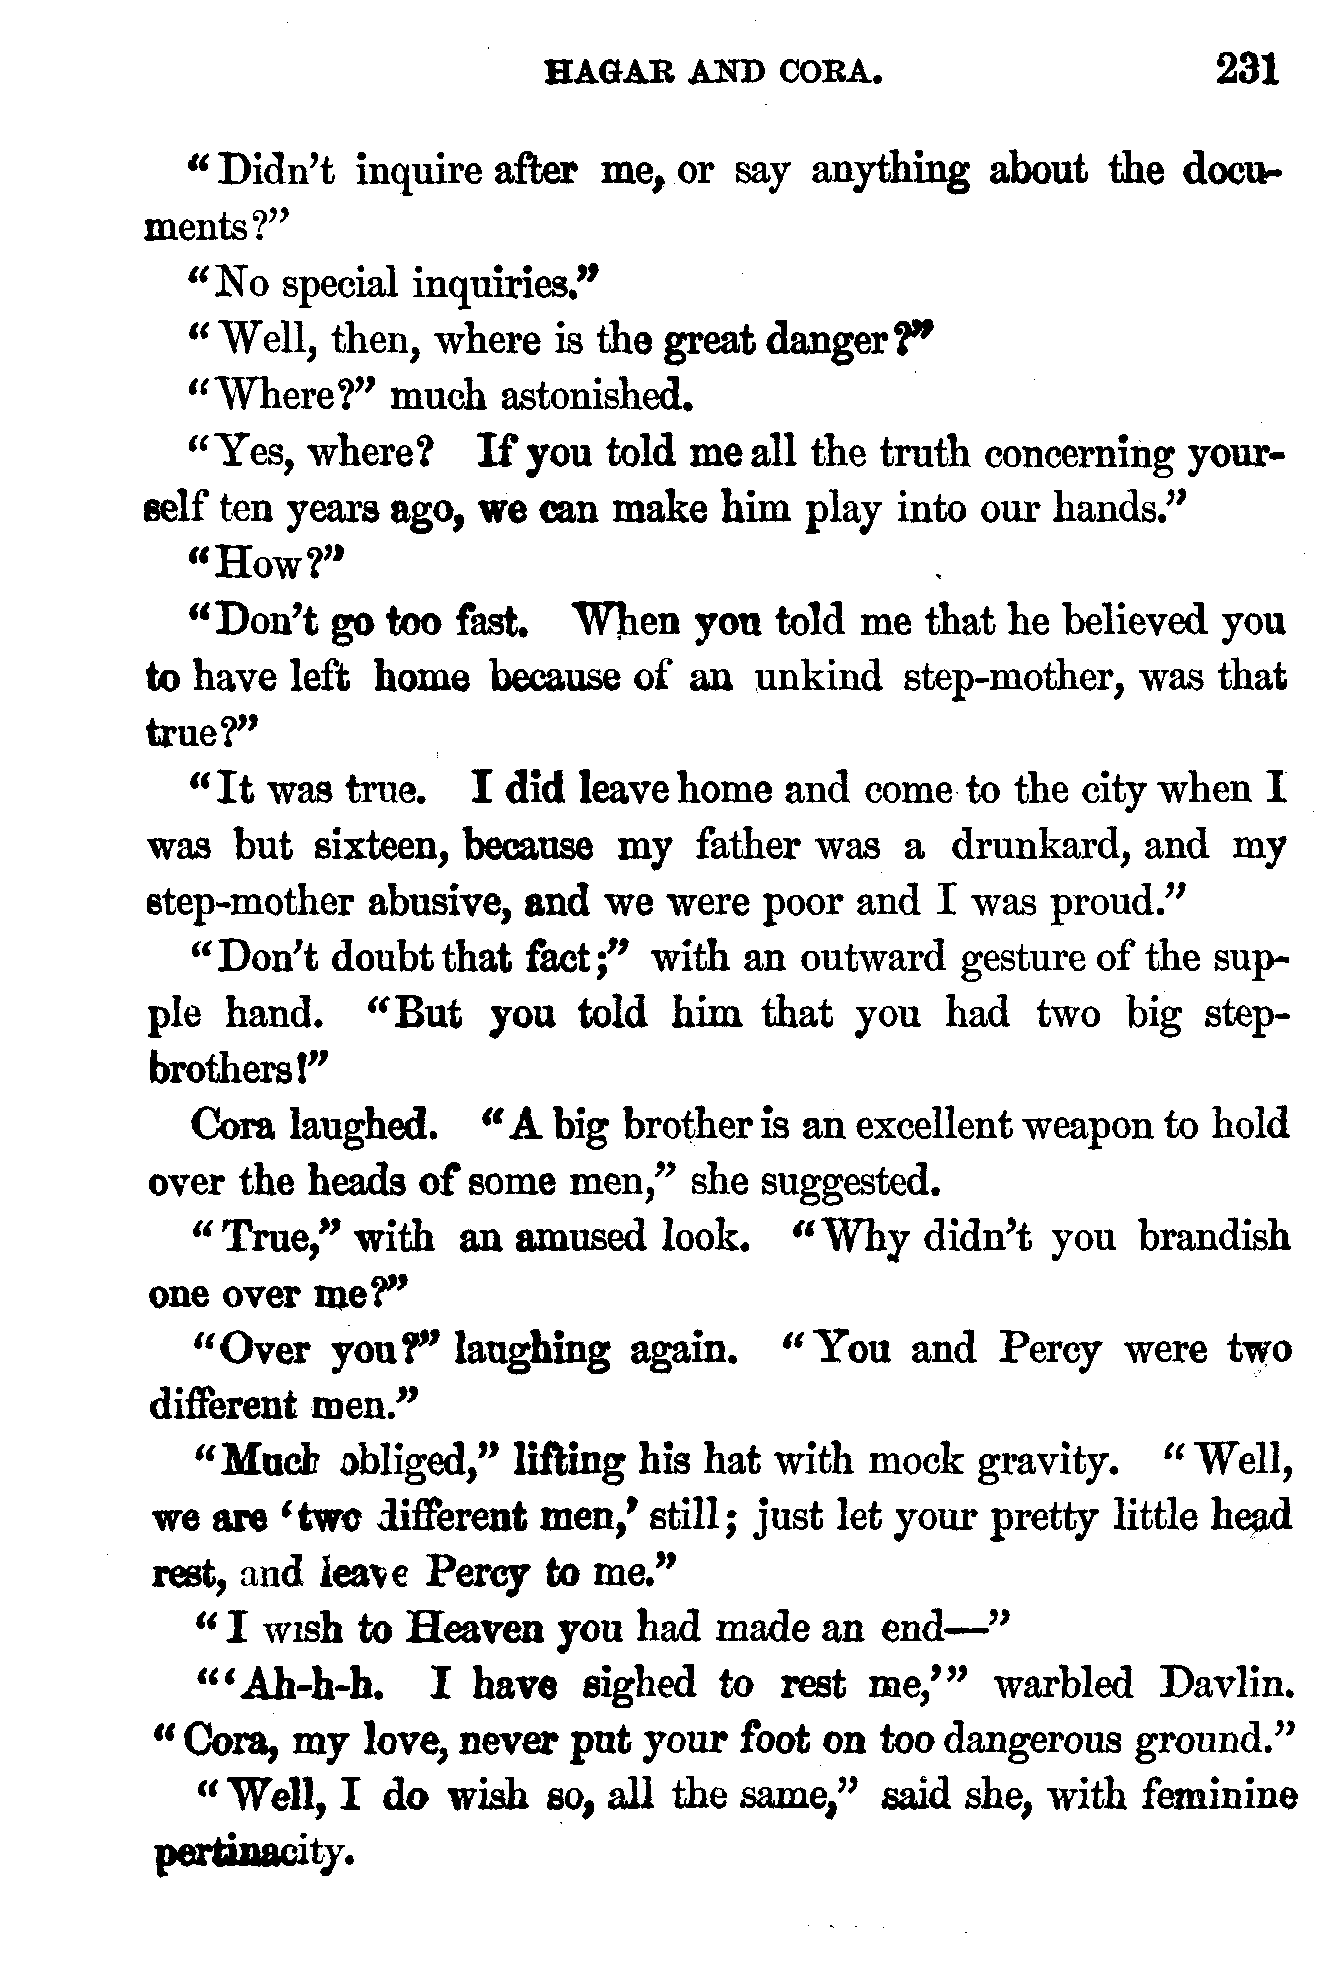 HAGAR AND CORA. 231
“Didn’t inquire after me, or say anything about the docu-
ments?”
“No special inquiries.”
“Well, then, where is the great danger?”
“Where?” much astonished.
“Yes, where? If you told me all the truth concerning your-
self ten years ago, we can make him play into our hands.”
“How?”
“Don’t go too fast. When you told me that he believed you
to have left home because of an unkind step-mother, was that
true?”
“It was true. I did leave home and come to the city when I
was but sixteen, because my father was a drunkard, and my
step-mother abusive, and we were poor and I was proud.”
“Don’t doubt that fact;” with an outward gesture of the sup-
ple hand. “But you told him that you had two big step-
brothers!”
Cora laughed. “A big brother is an excellent weapon to hold
over the heads of some men,” she suggested.
“True,” with an amused look. “Why didn’t you brandish
one over me?”
“Over you?” laughing again. “You and Percy were two
different men.”
“Much obliged,” lifting his hat with mock gravity. “Well,
we are ‘two different men,’ still; just let your pretty little head
rest, and leave Percy to me.”
“I wish to Heaven you had made an end—”
“‘Ah-h-h. I have sighed to rest me,’” warbled Davlin.
“Cora, my love, never put your foot on too dangerous ground.”
“Well, I do wish so, all the same,” said she, with feminine
pertinacity.